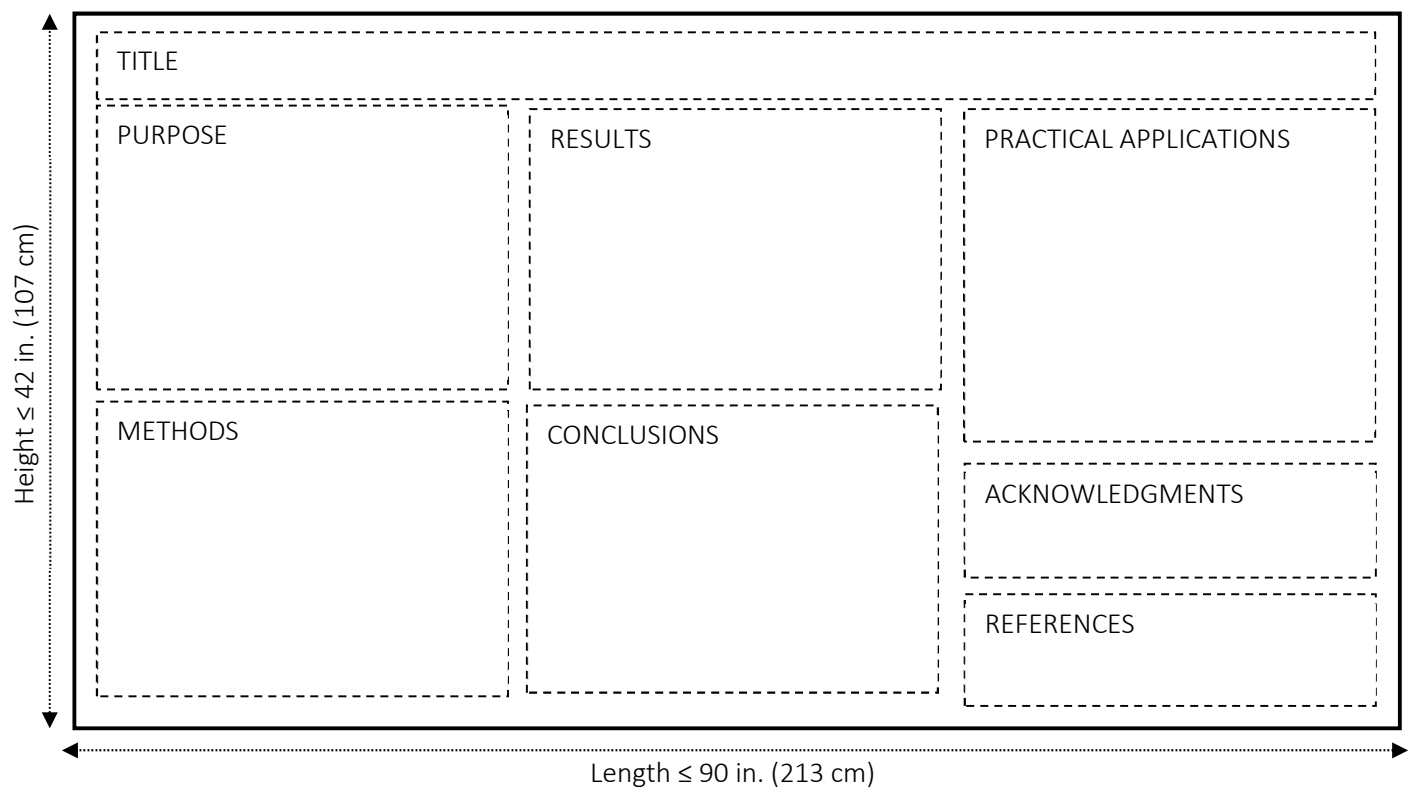 TITLE
PURPOSE
METHODS
RESULTS
CONCLUSIONS
PRACTICAL APPLICATIONS
ACKNOWLEDGMENTS
REFERENCES
Height ≤ 42 in. (107 cm)
Length ≤ 90 in. (213 cm)